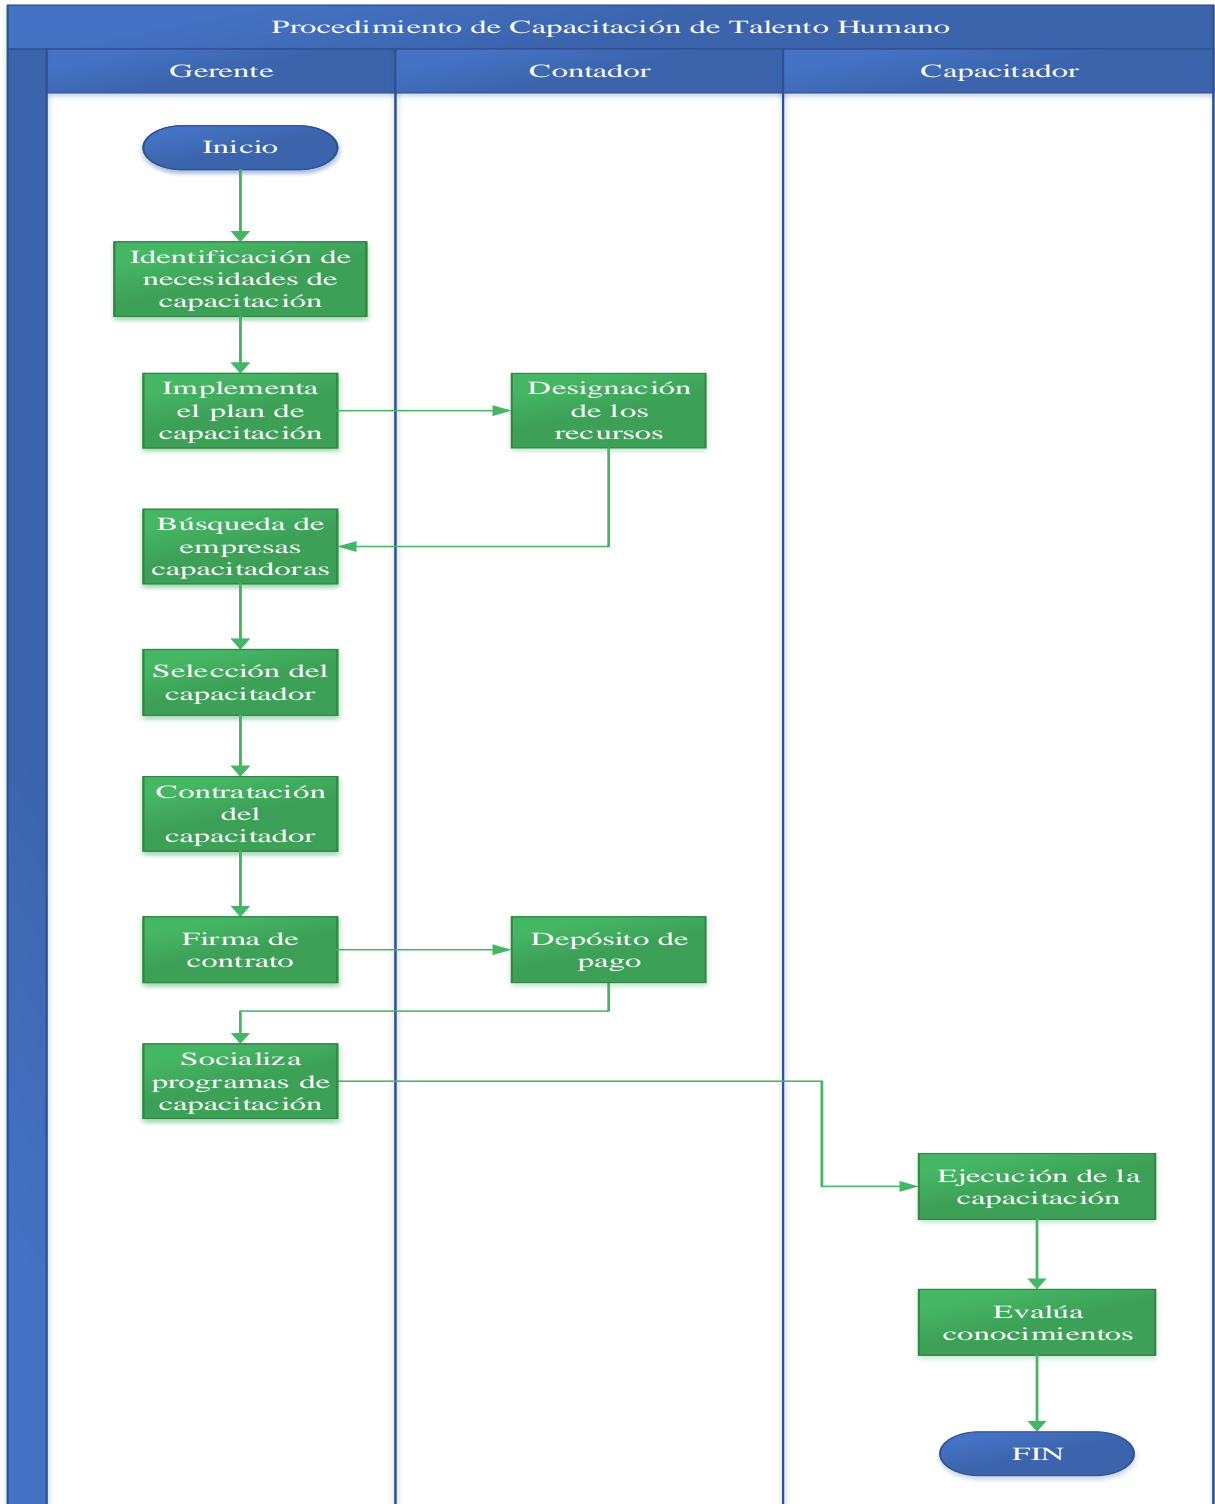 Procedimiento de Capacitación de Talento Humano
Gerente
Contador
Capacitador
Inicio
Identificación de
necesidades de
capacitación
Implementa
el plan de
capacitación
Designación
de los
recursos
Búsqueda de
empresas
capacitadoras
Selección del
capacitador
Contratación
del
capacitador
Firma de
contrato
Depósito de
pago
Socializa
programas de
capacitación
Ejecución de la
capacitación
Evalúa
conocimientos
FIN